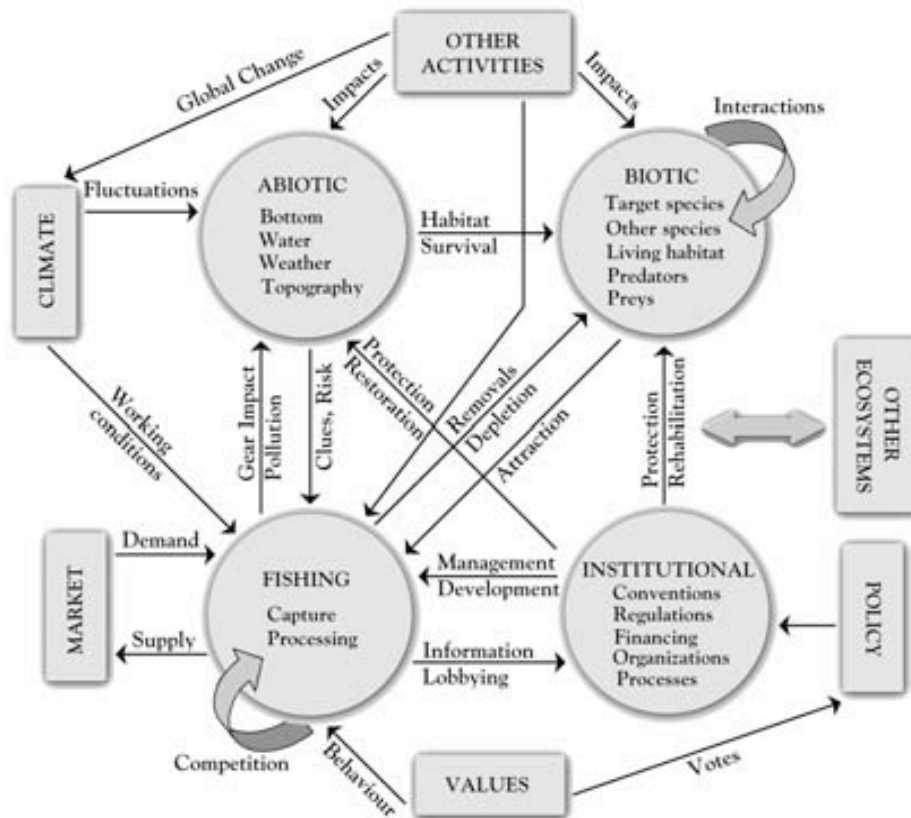 OTHER
ACTIVITIES
Global Change
Impacts
Impacts
Interactions
CLIMATE
Fluctuations
ABIOTIC
Bottom
Water
Weather
Topography
Habitat
Survival
BIOTIC
Target species
Other species
Living habitat
Predators
Preys
OTHER
ECOSYSTEMS
Working
conditions
Gear Impact
Pollution
Clues, Risk
Protection
Restoration
Removals
Depletion
Attraction
Protection
Rehabilitation
MARKET
Demand
Supply
FISHING
Capture
Processing
Management
Development
Information
Lobbying
INSTITUTIONAL
Conventions
Regulations
Financing
Organizations
Processes
POLICY
Competition
Behaviour
VALUES
Votes